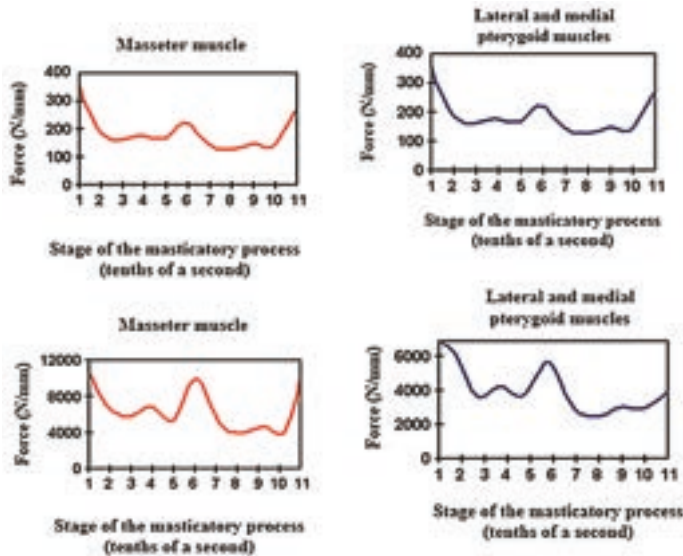 Masseter muscle
Force (N/mm)
400
300
200
100
0
1 2 3 4 5 6 7 8 9 10 11
Stage of the masticatory process
(tenths of a second)
Lateral and medial
pterygoid muscles
Force (N/mm)
400
300
200
100
0
1 2 3 4 5 6 7 8 9 10 11
Stage of the masticatory process
(tenths of a second)
Masseter muscle
Force (N/mm)
12000
8000
4000
0
1 2 3 4 5 6 7 8 9 10 11
Stage of the masticatory process
(tenths of a second)
Lateral and medial
pterygoid muscles
Force (N/mm)
6000
4000
2000
0
1 2 3 4 5 6 7 8 9 10 11
Stage of the masticatory process
(tenths of a second)